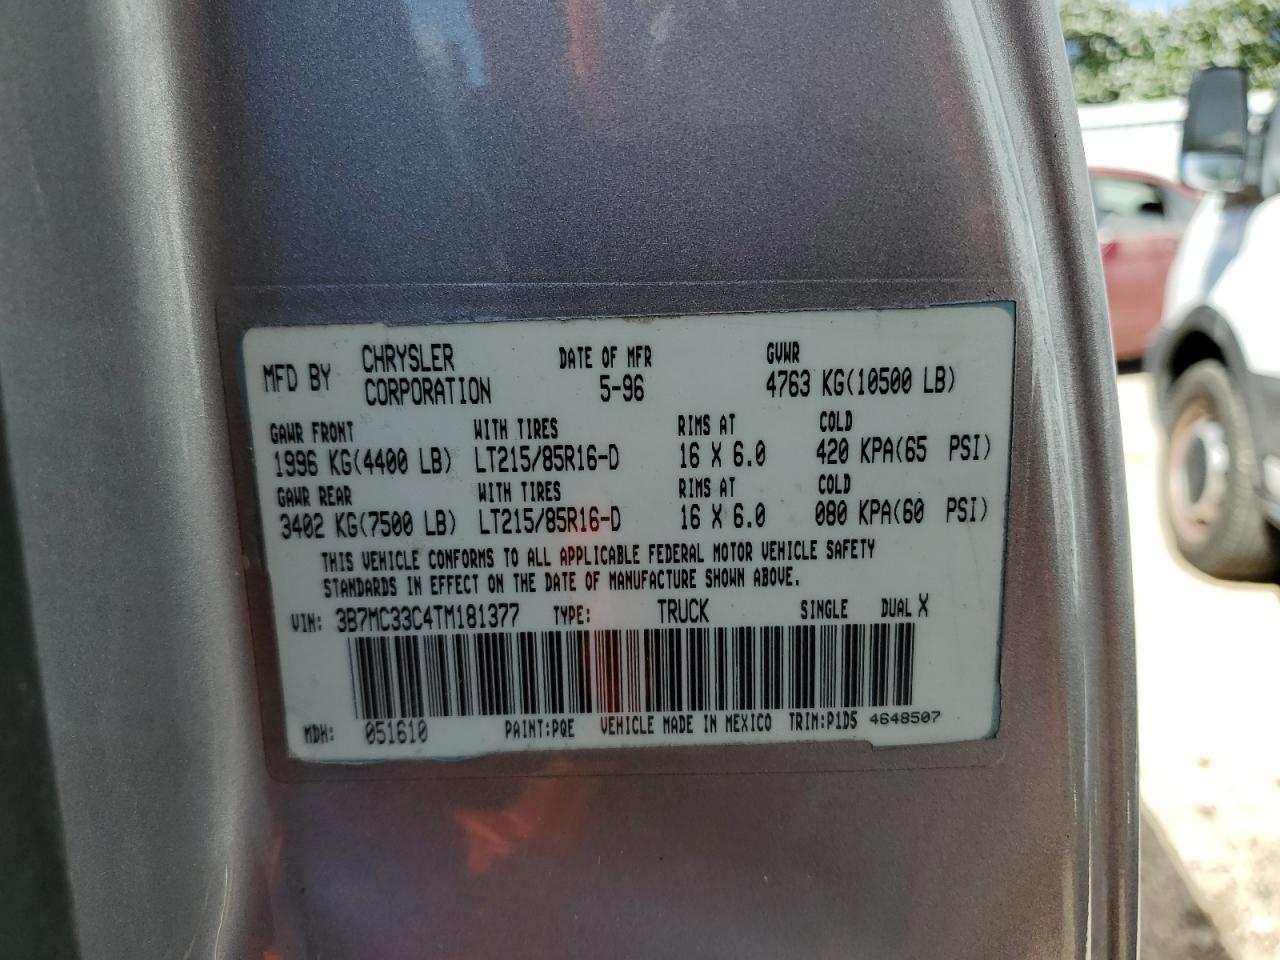 MFD BY CHRYSLER CORPORATION DATE OF MFR 5-96 GVWR 4763 KG(10500 LB)
GAWR FRONT WITH TIRES RIMS AT COLD
1996 KG(4400 LB) LT215/85R16-D 16 X 6.0 420 KPA(65 PSI)
GAWR REAR WITH TIRES RIMS AT COLD
3402 KG(7500 LB) LT215/85R16-D 16 X 6.0 080 KPA(60 PSI)
THIS VEHICLE CONFORMS TO ALL APPLICABLE FEDERAL MOTOR VEHICLE SAFETY
STANDARDS IN EFFECT ON THE DATE OF MANUFACTURE SHOWN ABOVE.
VIN: 3B7MC33C4TM181377 TYPE: TRUCK SINGLE DUAL X
MDH: 051610 PAINT:PQE VEHICLE MADE IN MEXICO TRIM:P1D5 4648507